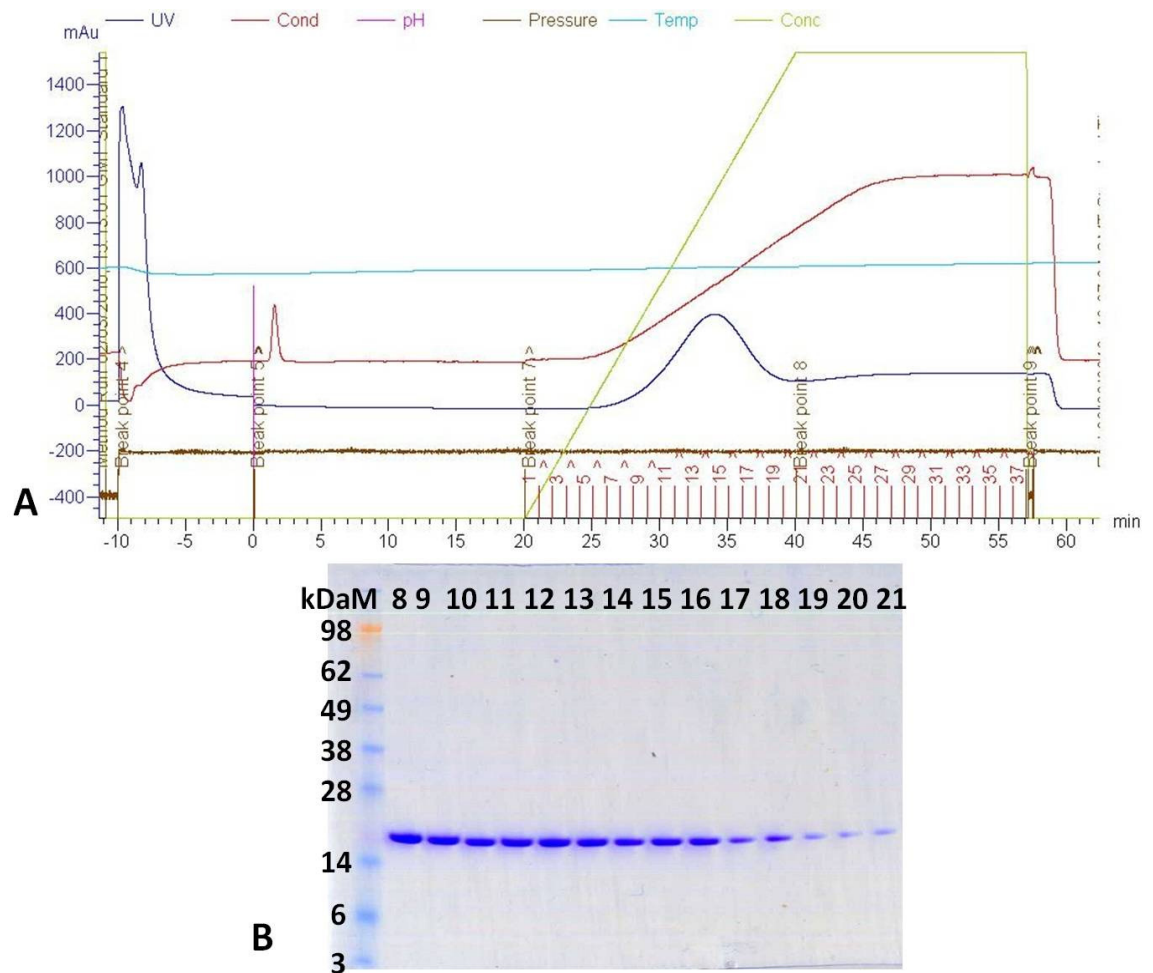 UV Cond pH Pressure Temp Conc
mAu
1400
1200
1000
800
600
400
200
0
-200
-400
Break point 4
Break point 5
Break point 7
Break point 8
Break point 9
1 3 5 7 9 11 13 15 17 19 21 23 25 27 29 31 33 35 37
-10 -5 0 5 10 15 20 25 30 35 40 45 50 55 60 min
A
kDa M 8 9 10 11 12 13 14 15 16 17 18 19 20 21
98
62
49
38
28
14
6
3
B